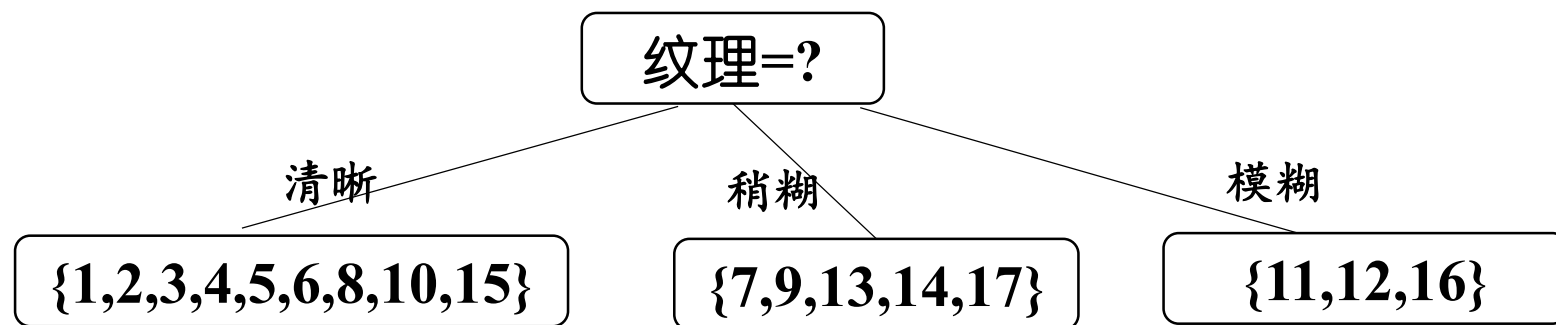 纹理=?
清晰
稍糊
模糊
{1,2,3,4,5,6,8,10,15}
{7,9,13,14,17}
{11,12,16}